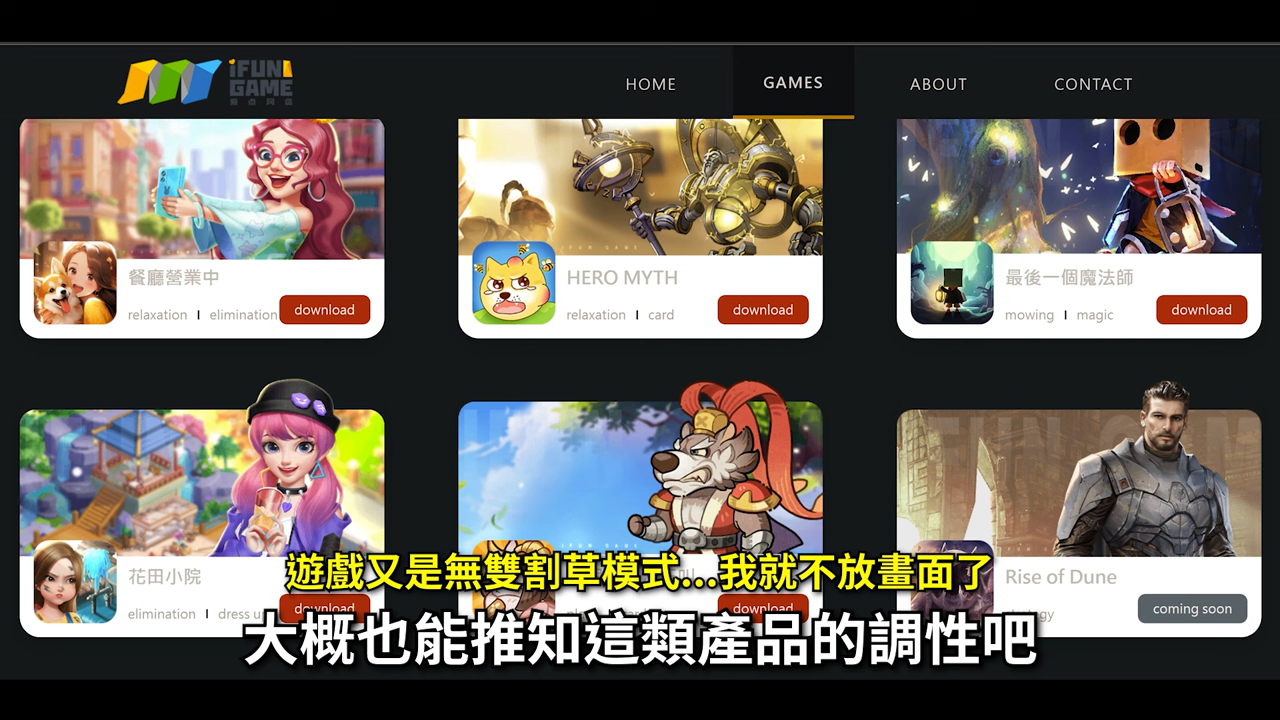 iFUN
GAME
HOME
GAMES
ABOUT
CONTACT
餐廳營業中
relaxation | elimination
download
HERO MYTH
relaxation | card
download
最後一個魔法師
mowing | magic
download
花田小院
elimination | dress
download
download
Rise of Dune
coming soon
遊戲又是無雙割草模式...我就不放畫面了
大概也能推知這類產品的調性吧